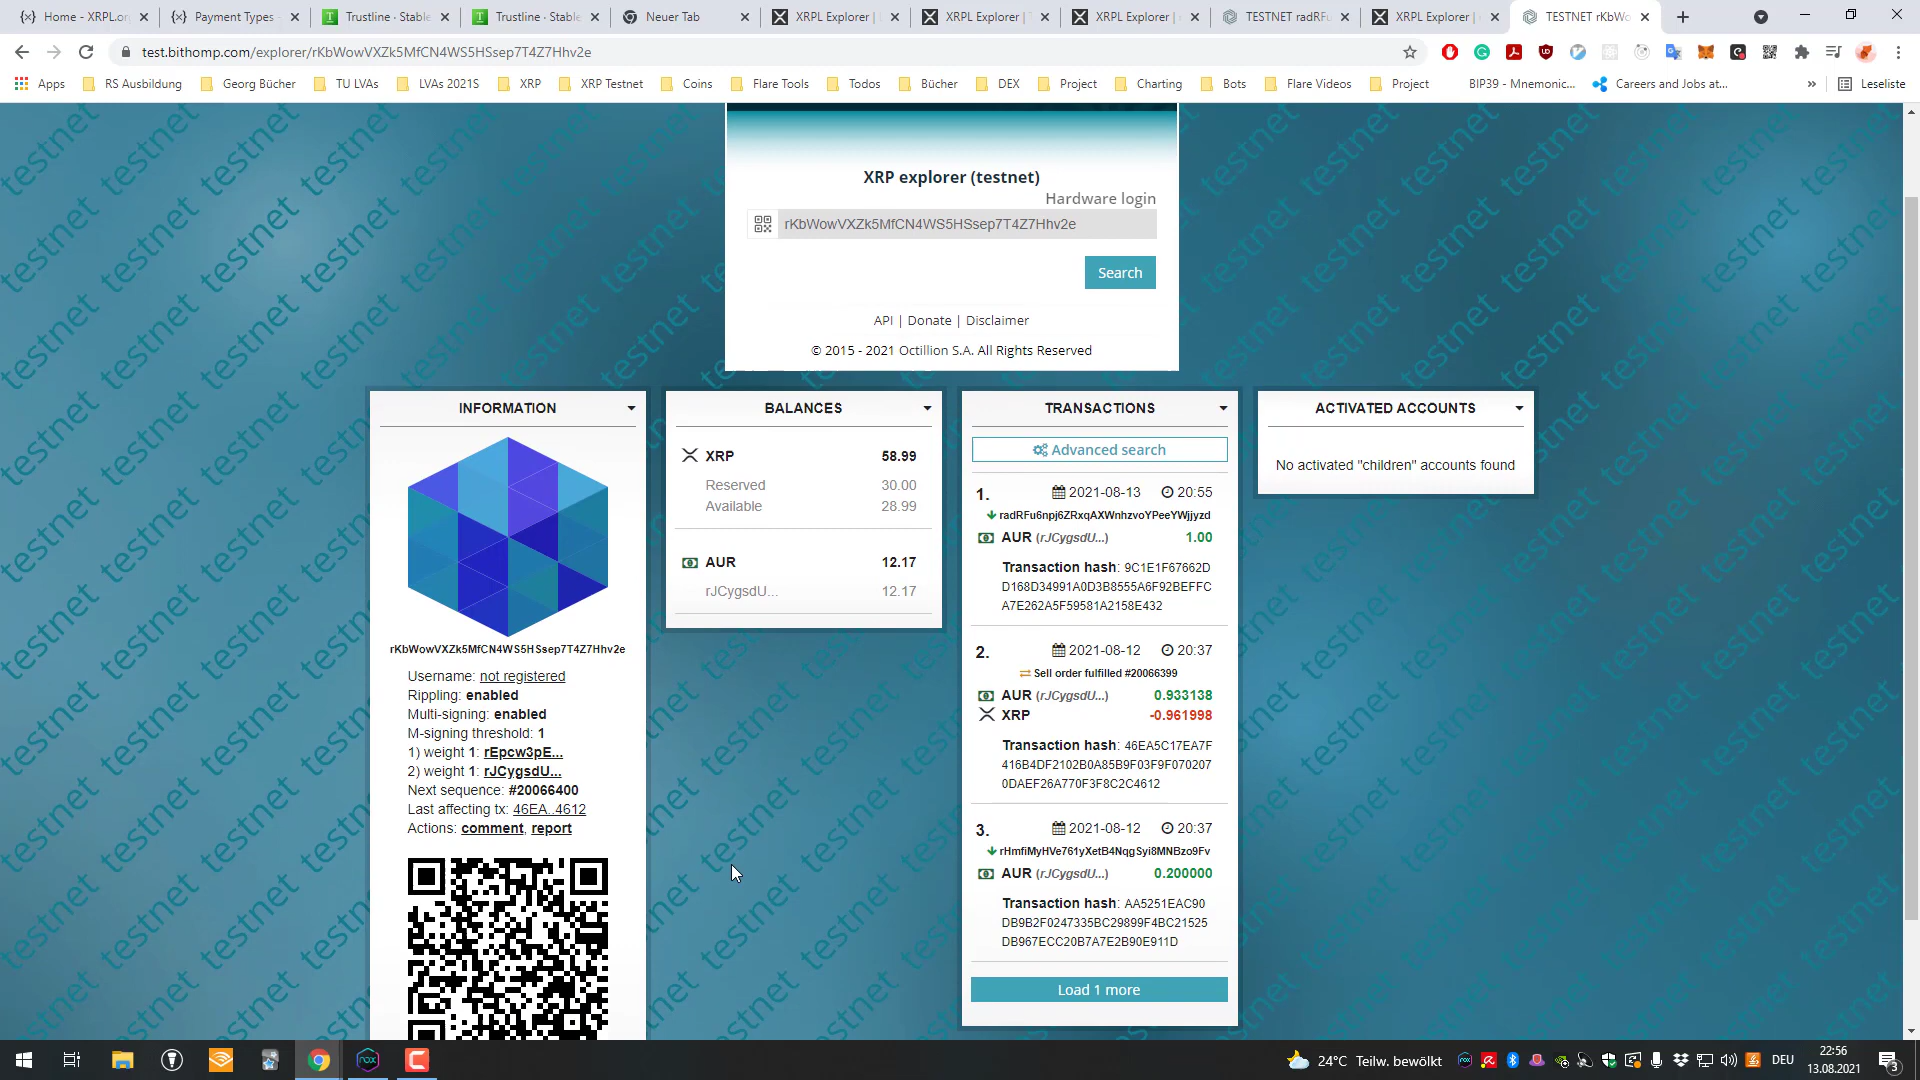 Home - XRPL.or
Payment Types -
Trustline · Stable
Trustline · Stable
Neuer Tab
XRPL Explorer |
XRPL Explorer |
XRPL Explorer |
TESTNET radRFu
XRPL Explorer |
TESTNET rKbWo
test.bithomp.com/explorer/rKbWowVXZk5MfCN4WS5HSsep7T4Z7Hhv2e
Apps
RS Ausbildung
Georg Bücher
TU LVAs
LVAs 2021S
XRP
XRP Testnet
Coins
Flare Tools
Todos
Bücher
DEX
Project
Charting
Bots
Flare Videos
Project
BIP39 - Mnemonic...
Careers and Jobs at...
»
Leseliste
XRP explorer (testnet)
Hardware login
rKbWowVXZk5MfCN4WS5HSsep7T4Z7Hhv2e
Search
API | Donate | Disclaimer
© 2015 - 2021 Octillion S.A. All Rights Reserved
INFORMATION
rKbWowVXZk5MfCN4WS5HSsep7T4Z7Hhv2e
Username: not registered
Rippling: enabled
Multi-signing: enabled
M-signing threshold: 1
1) weight 1: rEpcw3pE...
2) weight 1: rJCygsdU...
Next sequence: #20066400
Last affecting tx: 46EA..4612
Actions: comment, report
BALANCES
XRP 58.99
Reserved 30.00
Available 28.99
AUR 12.17
rJCygsdU... 12.17
TRANSACTIONS
Advanced search
1. 2021-08-13 20:55
radRFu6npj6ZRxqAXWnhzvoYPeeYWjjyzd
AUR (rJCygsdU...) 1.00
Transaction hash: 9C1E1F67662D
D168D34991A0D3B8555A6F92BEFFC
A7E262A5F59581A2158E432
2. 2021-08-12 20:37
Sell order fulfilled #20066399
AUR (rJCygsdU...) 0.933138
XRP -0.961998
Transaction hash: 46EA5C17EA7F
416B4DF2102B0A85B9F03F9F070207
0DAEF26A770F3F8C2C4612
3. 2021-08-12 20:37
rHmfiMyHVe761yXetB4NqgSyi8MNBzo9Fv
AUR (rJCygsdU...) 0.200000
Transaction hash: AA5251EAC90
DB9B2F0247335BC29899F4BC21525
DB967ECC20B7A7E2B90E911D
Load 1 more
ACTIVATED ACCOUNTS
No activated "children" accounts found
testnet
24°C Teilw. bewölkt
DEU
22:56
13.08.2021
3